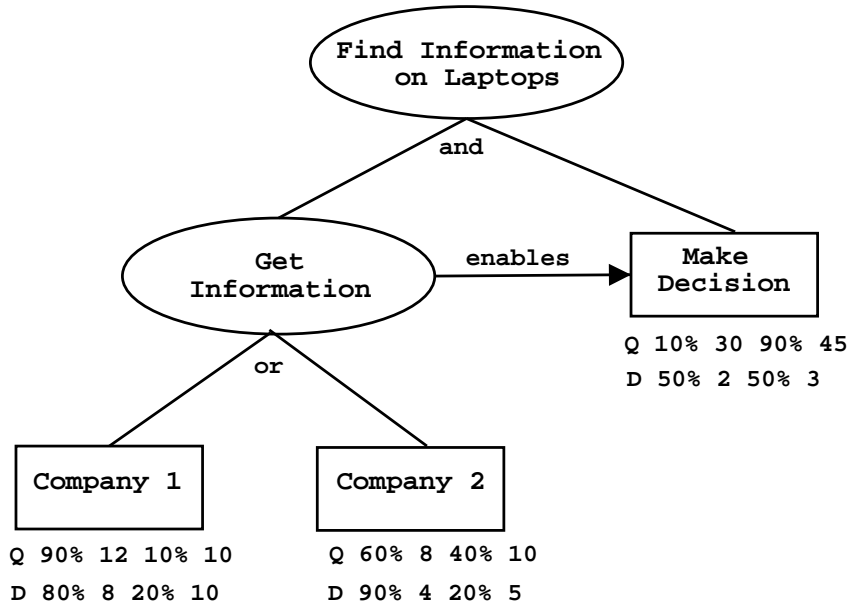 Find Information
on Laptops
and
Get
Information
enables
Make
Decision
Q 10% 30 90% 45
D 50% 2 50% 3
or
Company 1
Company 2
Q 90% 12 10% 10
D 80% 8 20% 10
Q 60% 8 40% 10
D 90% 4 20% 5